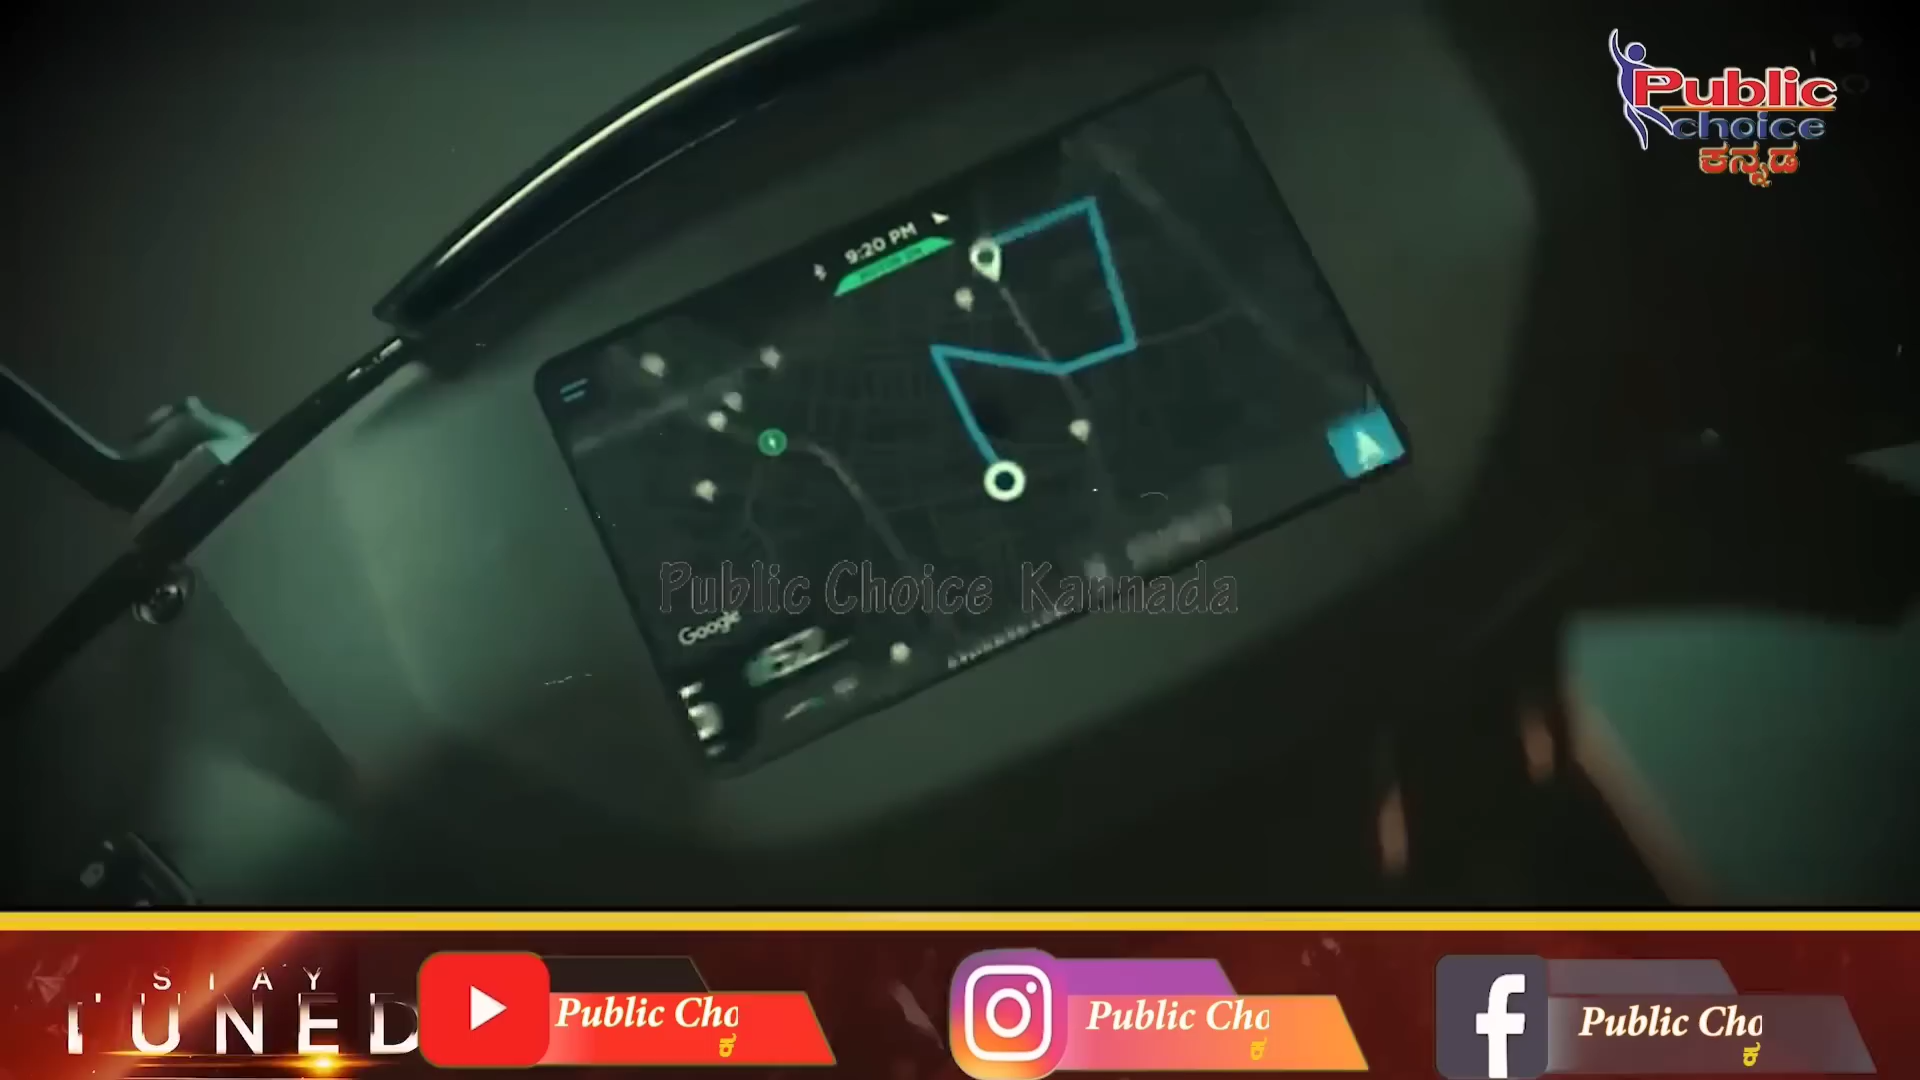 Public
choice
ಕನ್ನಡ
9:20 PM
Public Choice Kannada
Google
STAY
TUNED
Public Cho
ಕ
Public Cho
ಕ
Public Cho
ಕ